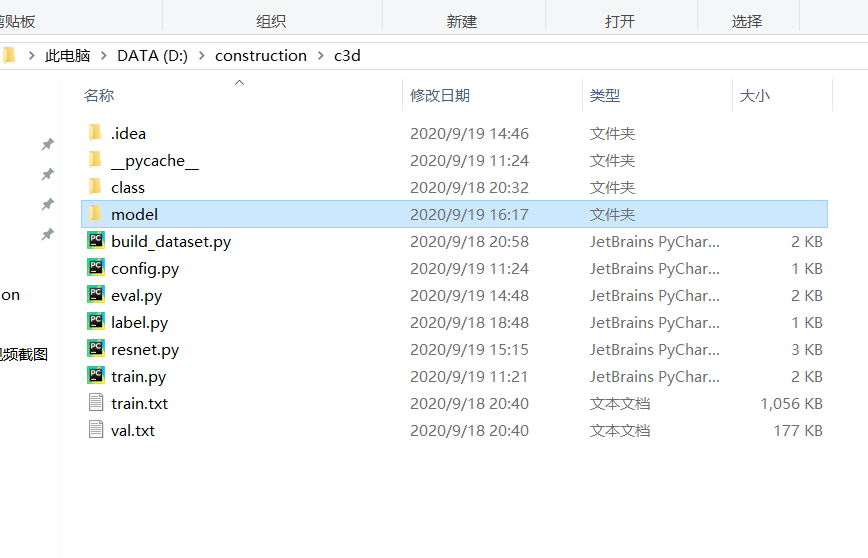 剪贴板 组织 新建 打开 选择
此电脑 > DATA (D:) > construction > c3d
名称 修改日期 类型 大小
.idea 2020/9/19 14:46 文件夹
__pycache__ 2020/9/19 11:24 文件夹
class 2020/9/18 20:32 文件夹
model 2020/9/19 16:17 文件夹
build_dataset.py 2020/9/18 20:58 JetBrains PyChar... 2 KB
config.py 2020/9/19 11:24 JetBrains PyChar... 1 KB
on
eval.py 2020/9/19 14:48 JetBrains PyChar... 2 KB
label.py 2020/9/18 18:48 JetBrains PyChar... 1 KB
视频截图
resnet.py 2020/9/19 15:15 JetBrains PyChar... 3 KB
train.py 2020/9/19 11:21 JetBrains PyChar... 2 KB
train.txt 2020/9/18 20:40 文本文档 1,056 KB
val.txt 2020/9/18 20:40 文本文档 177 KB